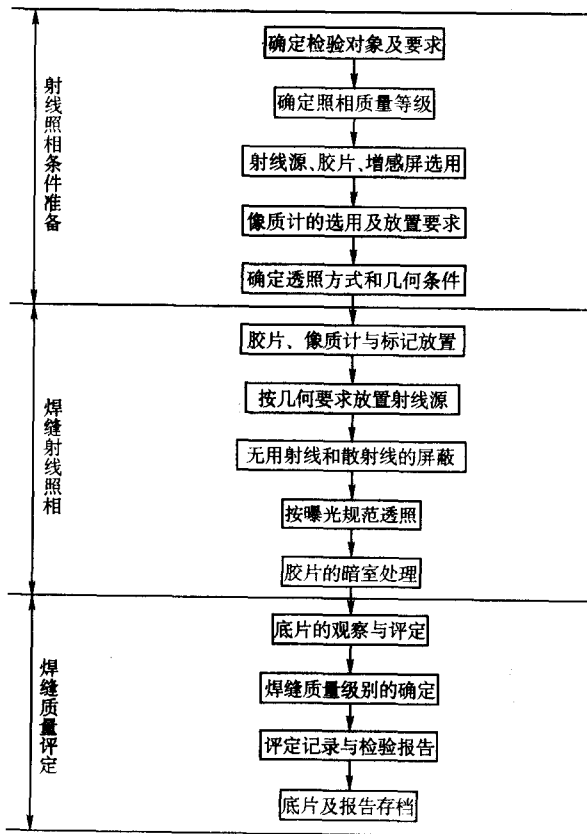 射线照相条件准备
确定检验对象及要求
确定照相质量等级
射线源、胶片、增感屏选用
像质计的选用及放置要求
确定透照方式和几何条件
焊缝射线照相
胶片、像质计与标记放置
按几何要求放置射线源
无用射线和散射线的屏蔽
按曝光规范透照
胶片的暗室处理
焊缝质量评定
底片的观察与评定
焊缝质量级别的确定
评定记录与检验报告
底片及报告存档